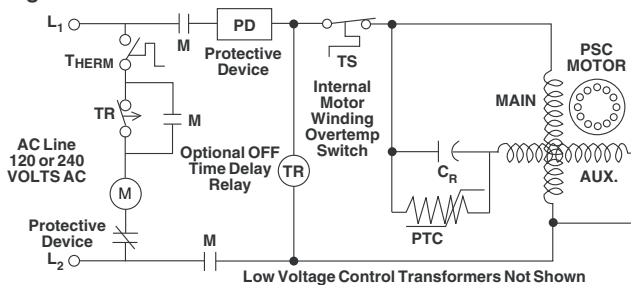 L1
M
PD
Protective
Device
THERM
TR
M
AC Line
120 or 240
VOLTS AC
M
Protective
Device
L2
M
Optional OFF
Time Delay
Relay
TR
TS
Internal
Motor
Winding
Overtemp
Switch
CR
PTC
MAIN
PSC
MOTOR
AUX.
Low Voltage Control Transformers Not Shown